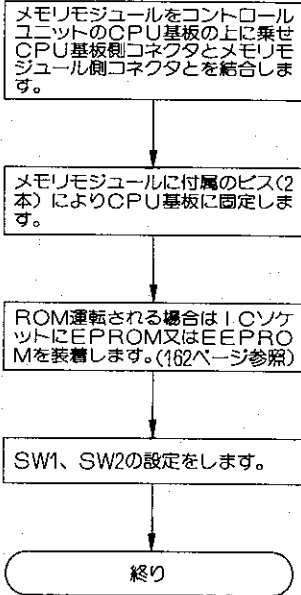 メモリモジュールをコントロール
ユニットのCPU基板の上に乗せ
CPU基板側コネクタとメモリモ
ジュール側コネクタとを結合しま
す。
メモリモジュールに付属のビス(2
本)によりCPU基板に固定しま
す。
ROM運転される場合はICソケ
ットにEPROM又はEEPRO
Mを装着します。(162ページ参照)
SW1、SW2の設定をします。
終り